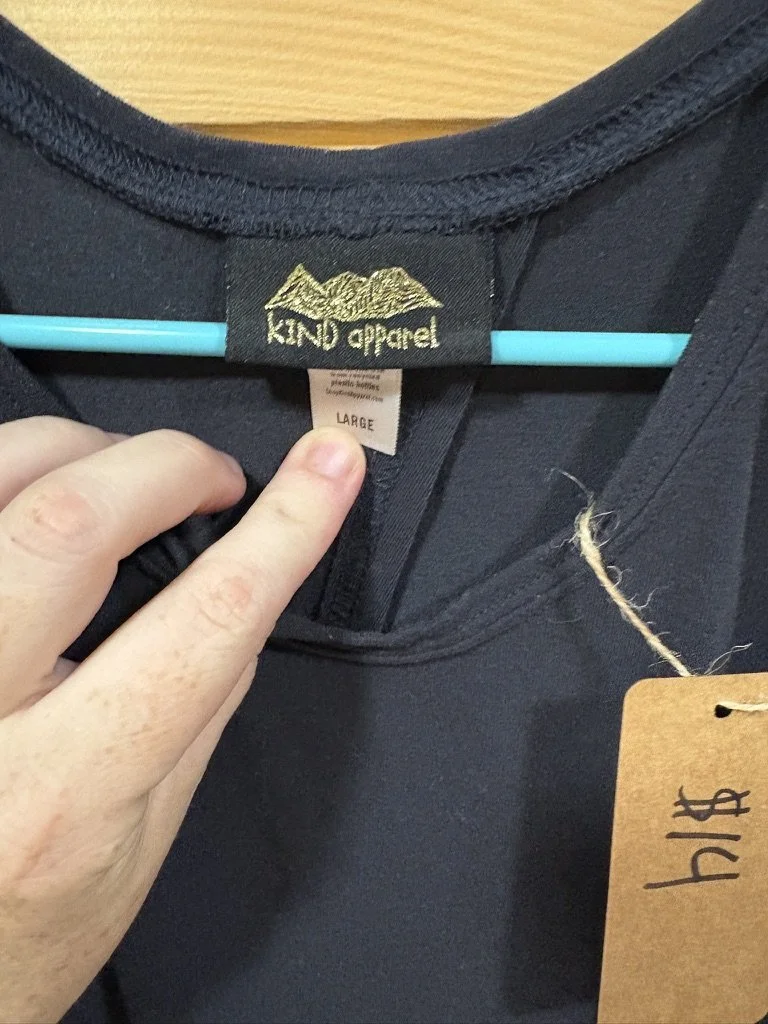 kIND apparel
plastic bottles
LARGE
$14